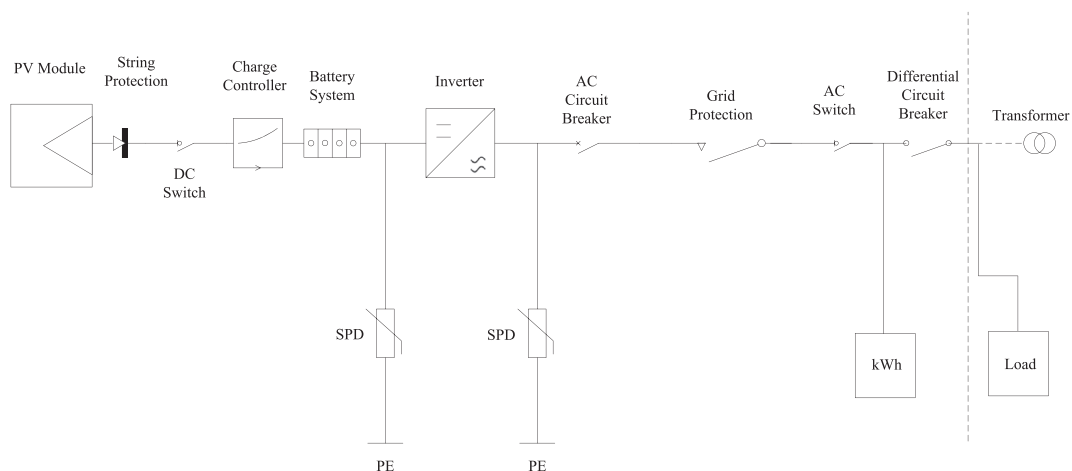 PV Module
String
Protection
DC
Switch
Charge
Controller
Battery
System
Inverter
AC
Circuit
Breaker
Grid
Protection
AC
Switch
Differential
Circuit
Breaker
Transformer
SPD
SPD
kWh
Load
PE
PE